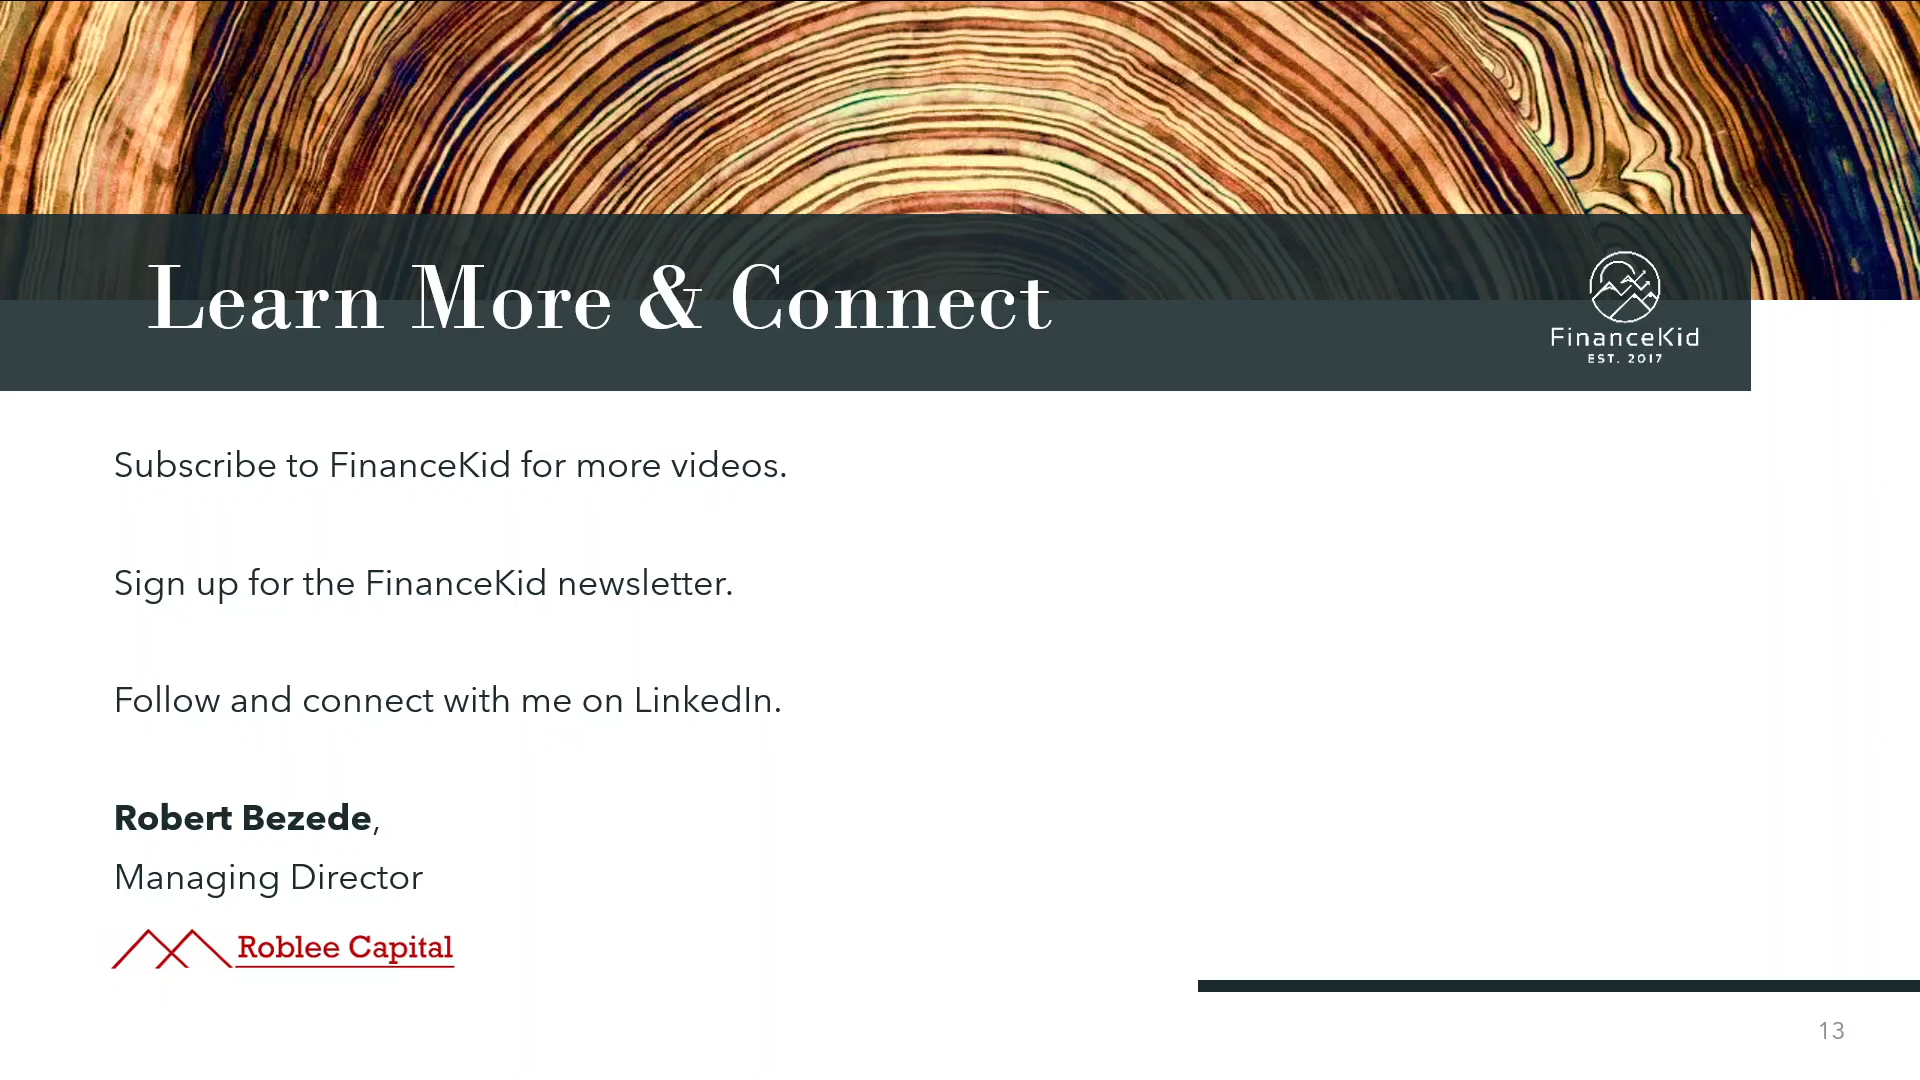 Learn More & Connect
FinanceKid
EST. 2017
Subscribe to FinanceKid for more videos.
Sign up for the FinanceKid newsletter.
Follow and connect with me on LinkedIn.
Robert Bezede,
Managing Director
Roblee Capital
13